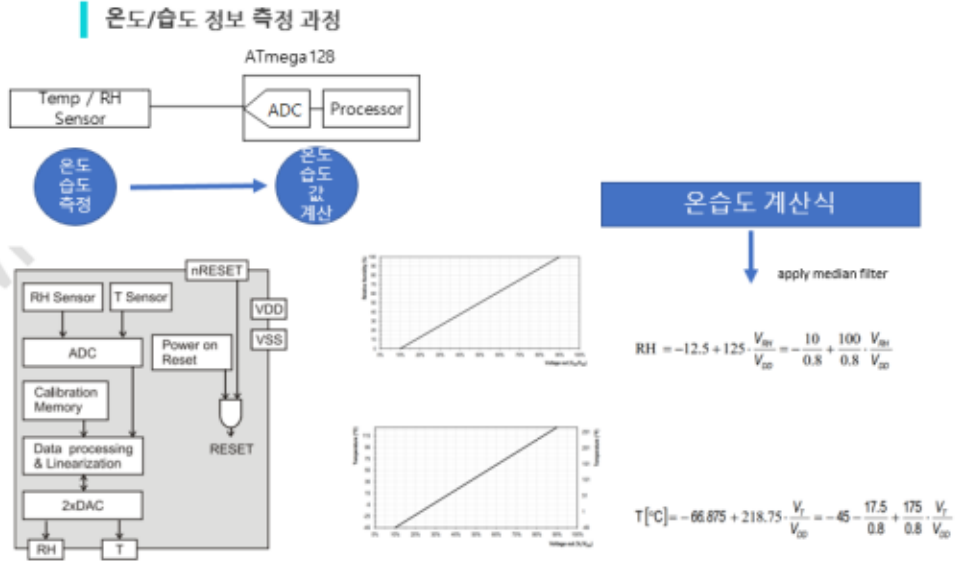 온도/습도 정보 측정 과정
ATmega128
Temp / RH
Sensor
ADC
Processor
온도
습도
측정
온도
습도
값
계산
온습도 계산식
apply median filter
nRESET
RH Sensor
T Sensor
VDD
VSS
ADC
Power on
Reset
Calibration
Memory
RESET
Data processing
& Linearization
2xDAC
RH
T
RH = -12.5 + 125 · V_RH / V_DD = - 10 / 0.8 + 100 / 0.8 · V_RH / V_DD
T [°C] = -66.875 + 218.75 · V_T / V_DD = -45 - 17.5 / 0.8 + 175 / 0.8 · V_T / V_DD